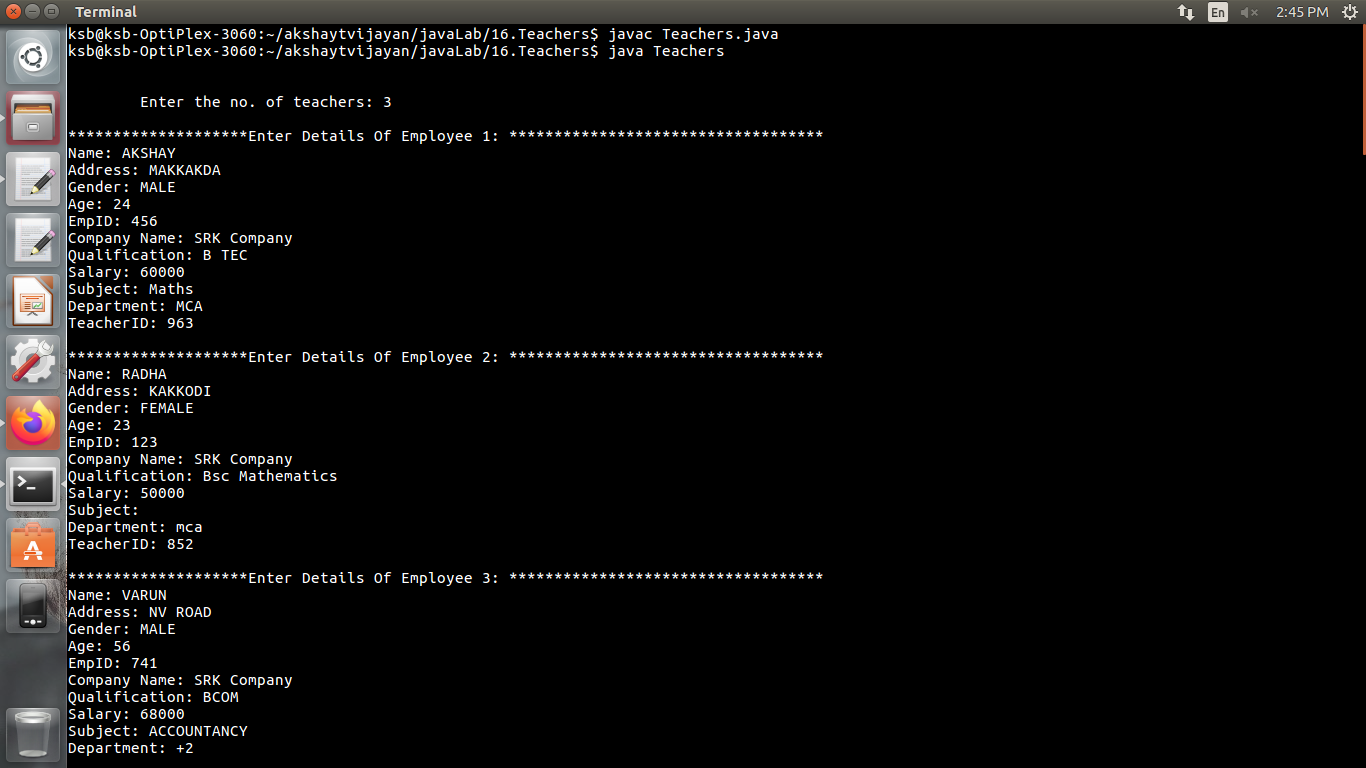 Terminal
En
2:45 PM
ksb@ksb-OptiPlex-3060:~/akshaytvijayan/javaLab/16.Teachers$ javac Teachers.java
ksb@ksb-OptiPlex-3060:~/akshaytvijayan/javaLab/16.Teachers$ java Teachers
Enter the no. of teachers: 3
********************Enter Details Of Employee 1: ***********************************
Name: AKSHAY
Address: MAKKAKDA
Gender: MALE
Age: 24
EmpID: 456
Company Name: SRK Company
Qualification: B TEC
Salary: 60000
Subject: Maths
Department: MCA
TeacherID: 963
********************Enter Details Of Employee 2: ***********************************
Name: RADHA
Address: KAKKODI
Gender: FEMALE
Age: 23
EmpID: 123
Company Name: SRK Company
Qualification: Bsc Mathematics
Salary: 50000
Subject:
Department: mca
TeacherID: 852
********************Enter Details Of Employee 3: ***********************************
Name: VARUN
Address: NV ROAD
Gender: MALE
Age: 56
EmpID: 741
Company Name: SRK Company
Qualification: BCOM
Salary: 68000
Subject: ACCOUNTANCY
Department: +2